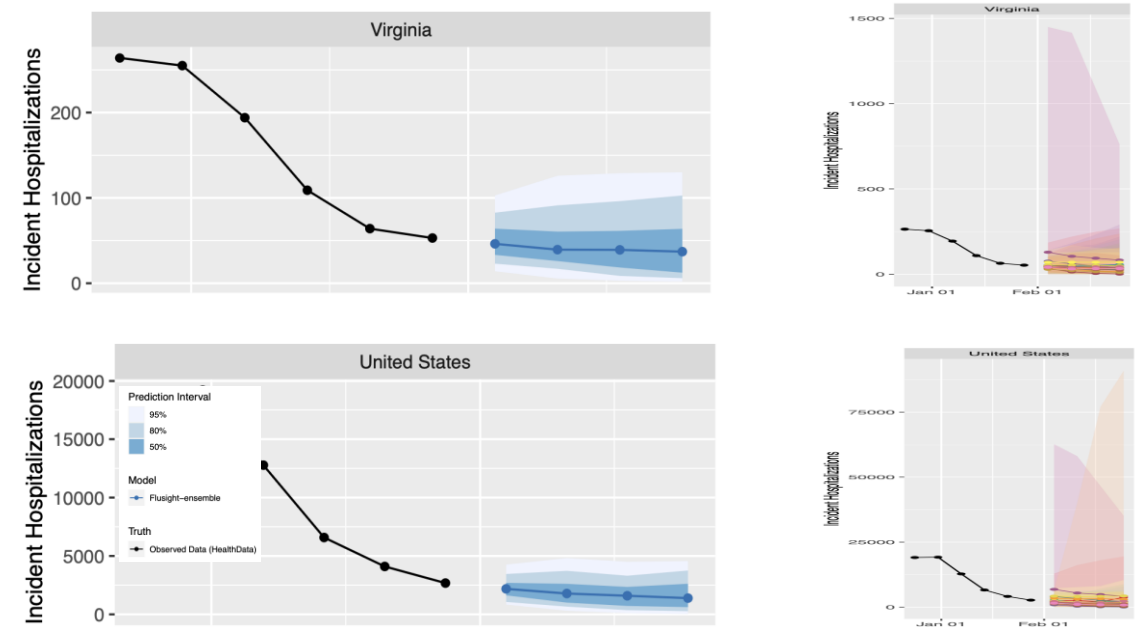 Virginia
Incident Hospitalizations
200
100
0
Virginia
Incident Hospitalizations
1500
1000
500
0
Jan 01
Feb 01
United States
Incident Hospitalizations
20000
15000
10000
5000
0
Prediction Interval
95%
80%
50%
Model
Flusight-ensemble
Truth
Observed Data (HealthData)
United States
Incident Hospitalizations
75000
50000
25000
0
Jan 01
Feb 01